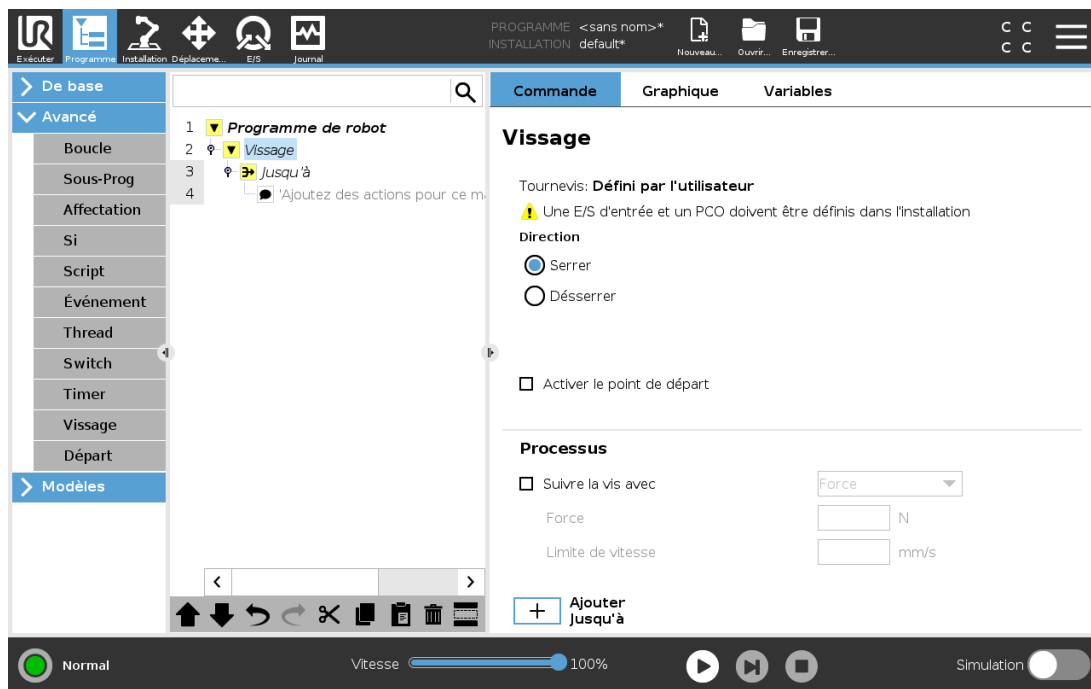 PROGRAMME <sans nom>*
INSTALLATION default*
UR
Exécuter
Programme
Installation
Déplaceme...
E/S
Journal
Nouveau...
Ouvrir...
Enregistrer...
C C
C C
De base
Avancé
Boucle
Sous-Prog
Affectation
Si
Script
Événement
Thread
Switch
Timer
Vissage
Départ
Modèles
1 Programme de robot
2 Vissage
3 Jusqu'à
4 'Ajoutez des actions pour ce ma
Commande
Graphique
Variables
Vissage
Tournevis: Défini par l'utilisateur
Une E/S d'entrée et un PCO doivent être définis dans l'installation
Direction
Serrer
Désserrer
Activer le point de départ
Processus
Suivre la vis avec
Force
Force
N
Limite de vitesse
mm/s
+ Ajouter
Jusqu'à
Normal
Vitesse
100%
Simulation